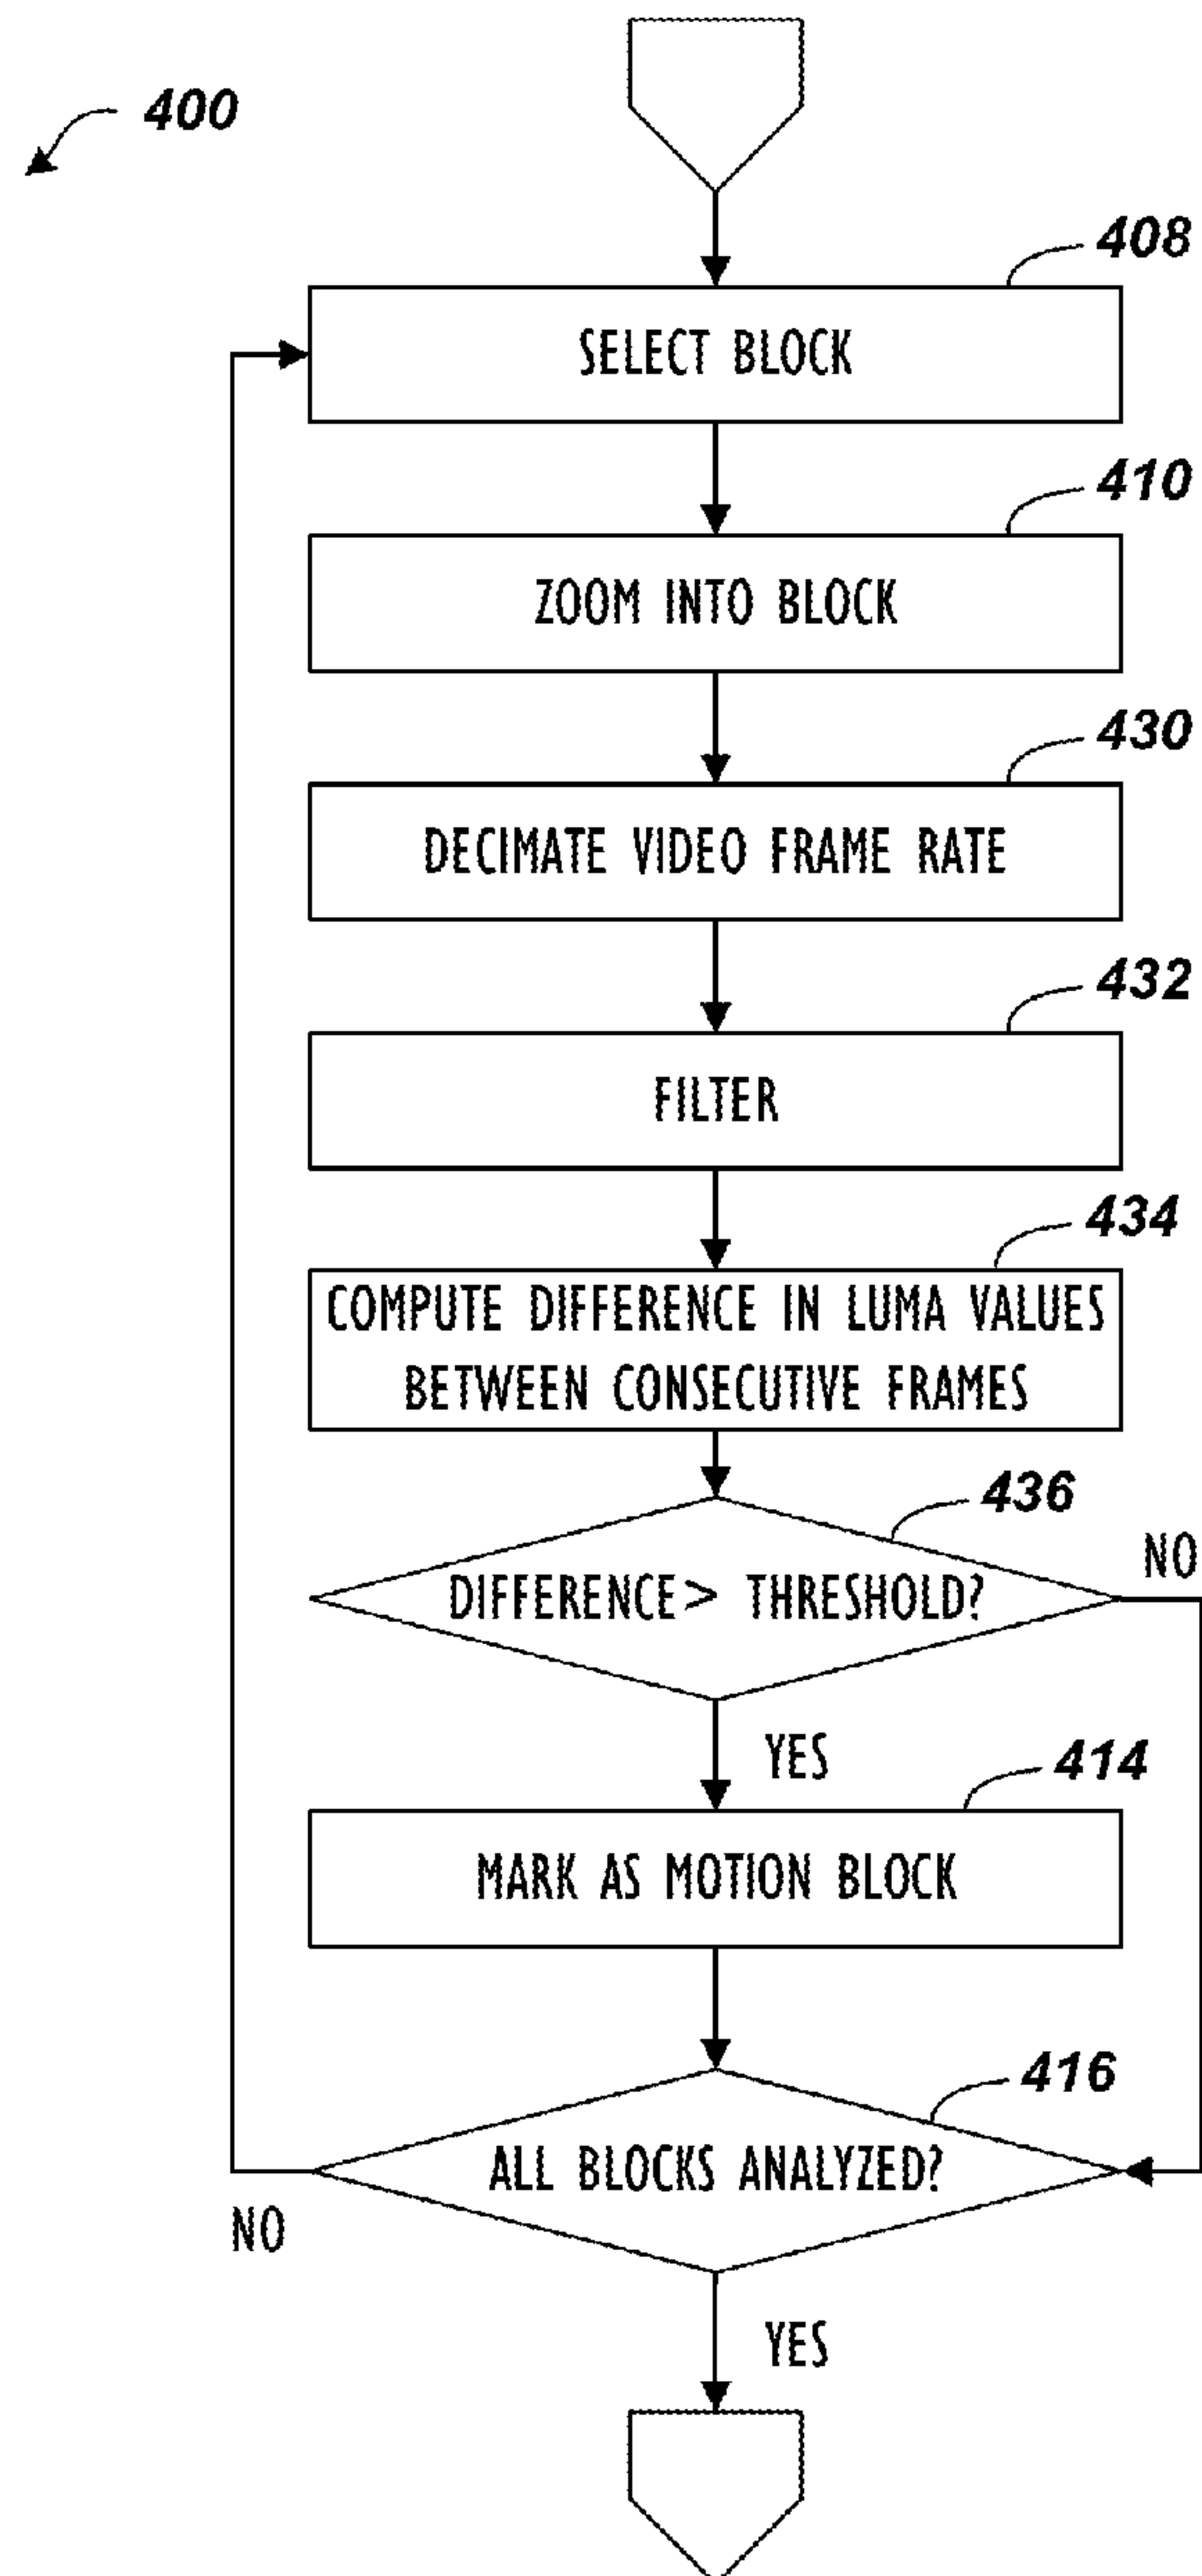 400
408
SELECT BLOCK
410
ZOOM INTO BLOCK
430
DECIMATE VIDEO FRAME RATE
432
FILTER
434
COMPUTE DIFFERENCE IN LUMA VALUES
BETWEEN CONSECUTIVE FRAMES
436
NO
DIFFERENCE> THRESHOLD?
YES
414
MARK AS MOTION BLOCK
416
ALL BLOCKS ANALYZED?
NO
YES